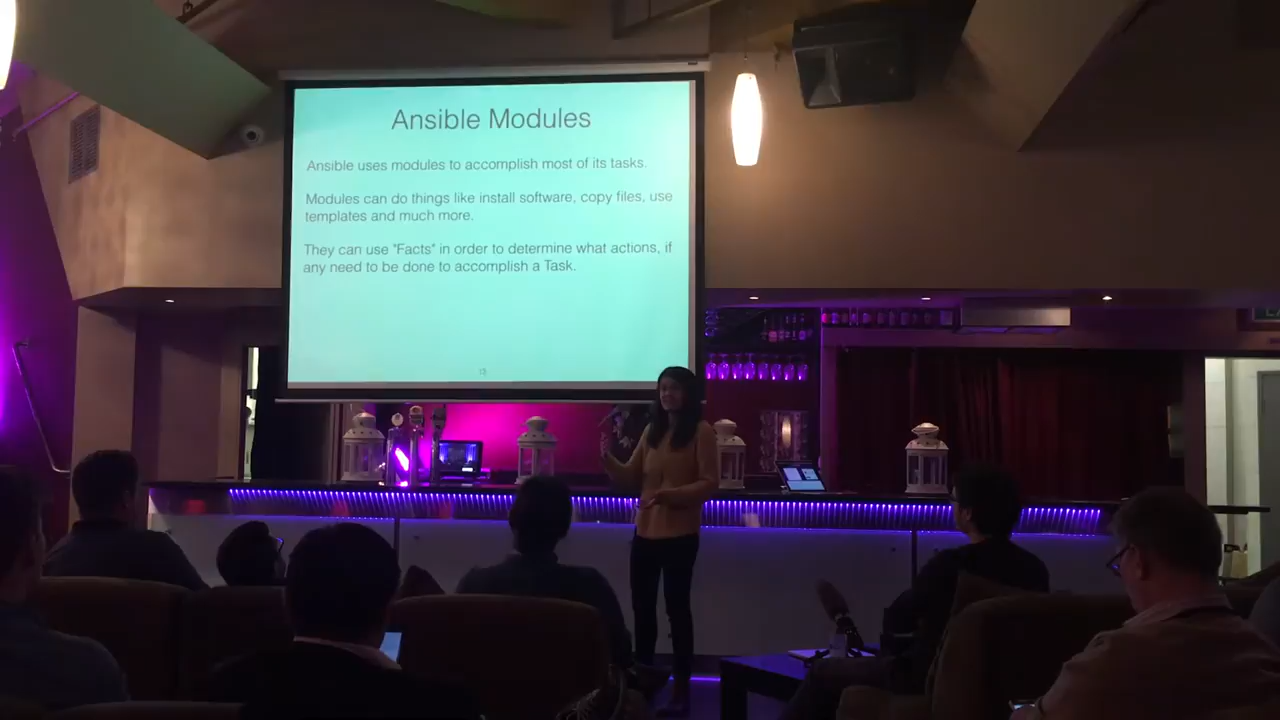 Ansible Modules
Ansible uses modules to accomplish most of its tasks.
Modules can do things like install software, copy files, use
templates and much more.
They can use "Facts" in order to determine what actions, if
any need to be done to accomplish a Task.